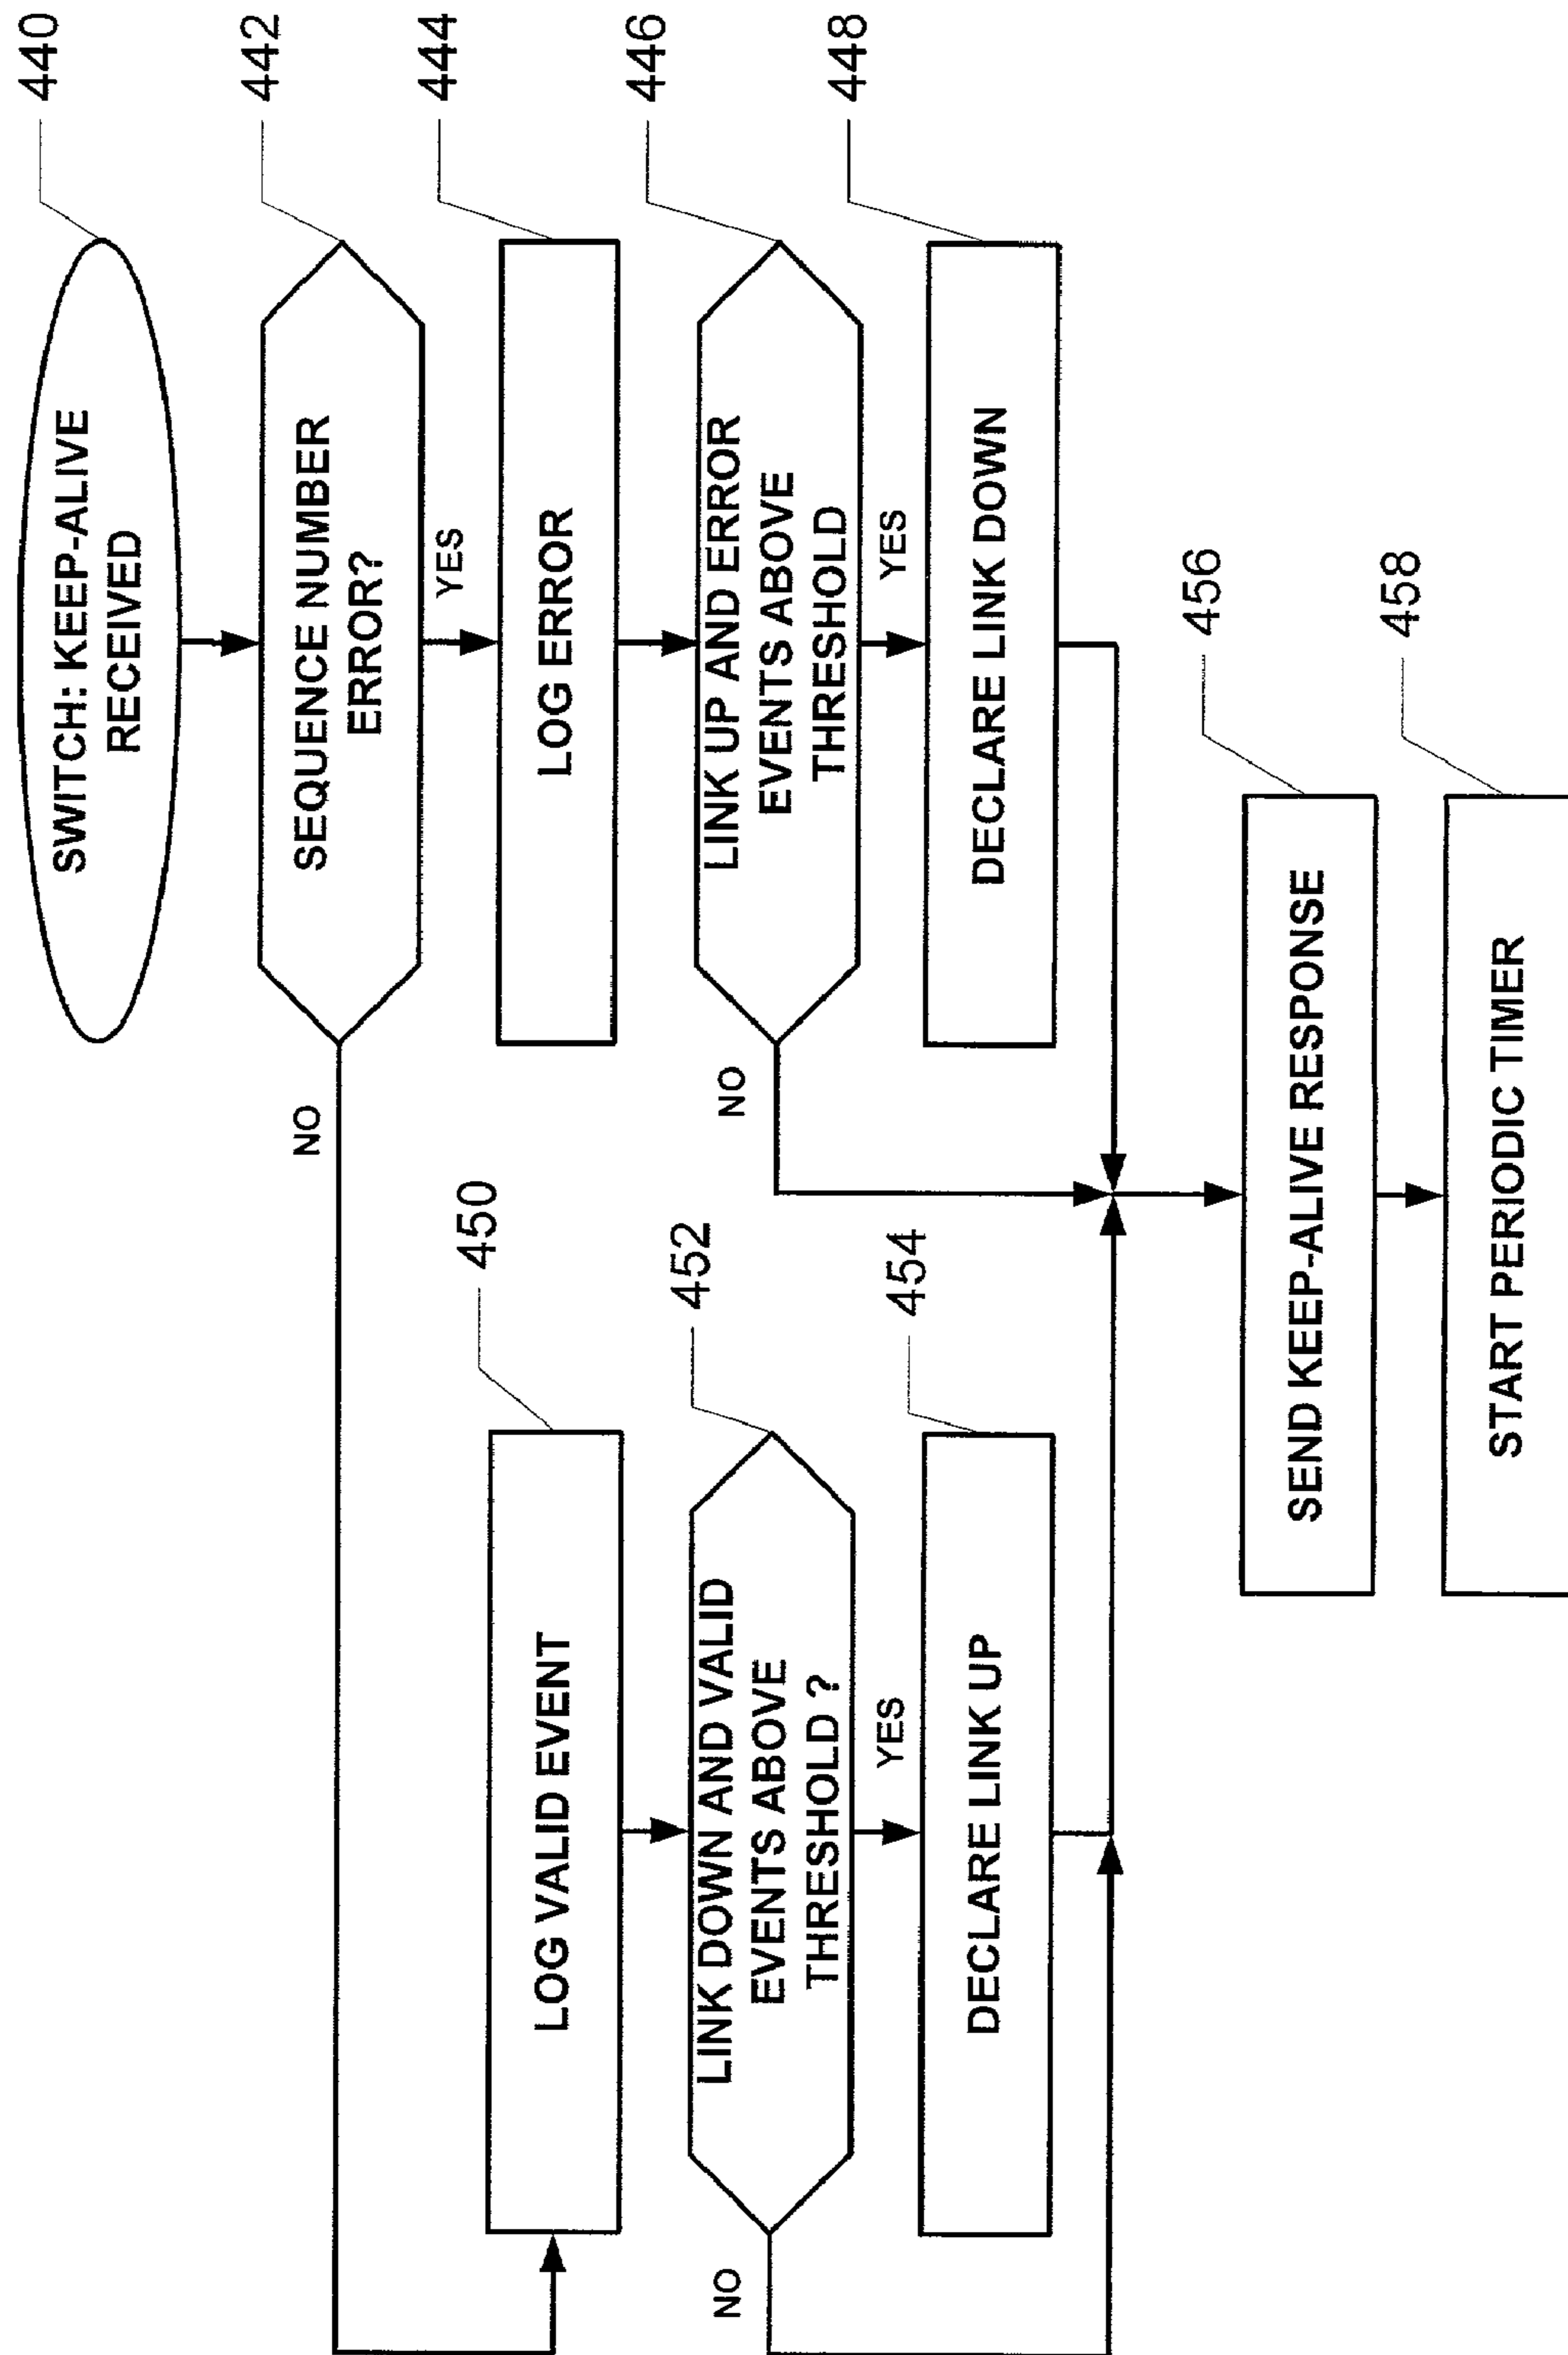 SWITCH: KEEP-ALIVE
RECEIVED
440
SEQUENCE NUMBER
ERROR?
442
YES
NO
LOG ERROR
444
LINK UP AND ERROR
EVENTS ABOVE
THRESHOLD
446
YES
NO
DECLARE LINK DOWN
448
LOG VALID EVENT
450
LINK DOWN AND VALID
EVENTS ABOVE
THRESHOLD ?
452
YES
NO
DECLARE LINK UP
454
SEND KEEP-ALIVE RESPONSE
456
START PERIODIC TIMER
458